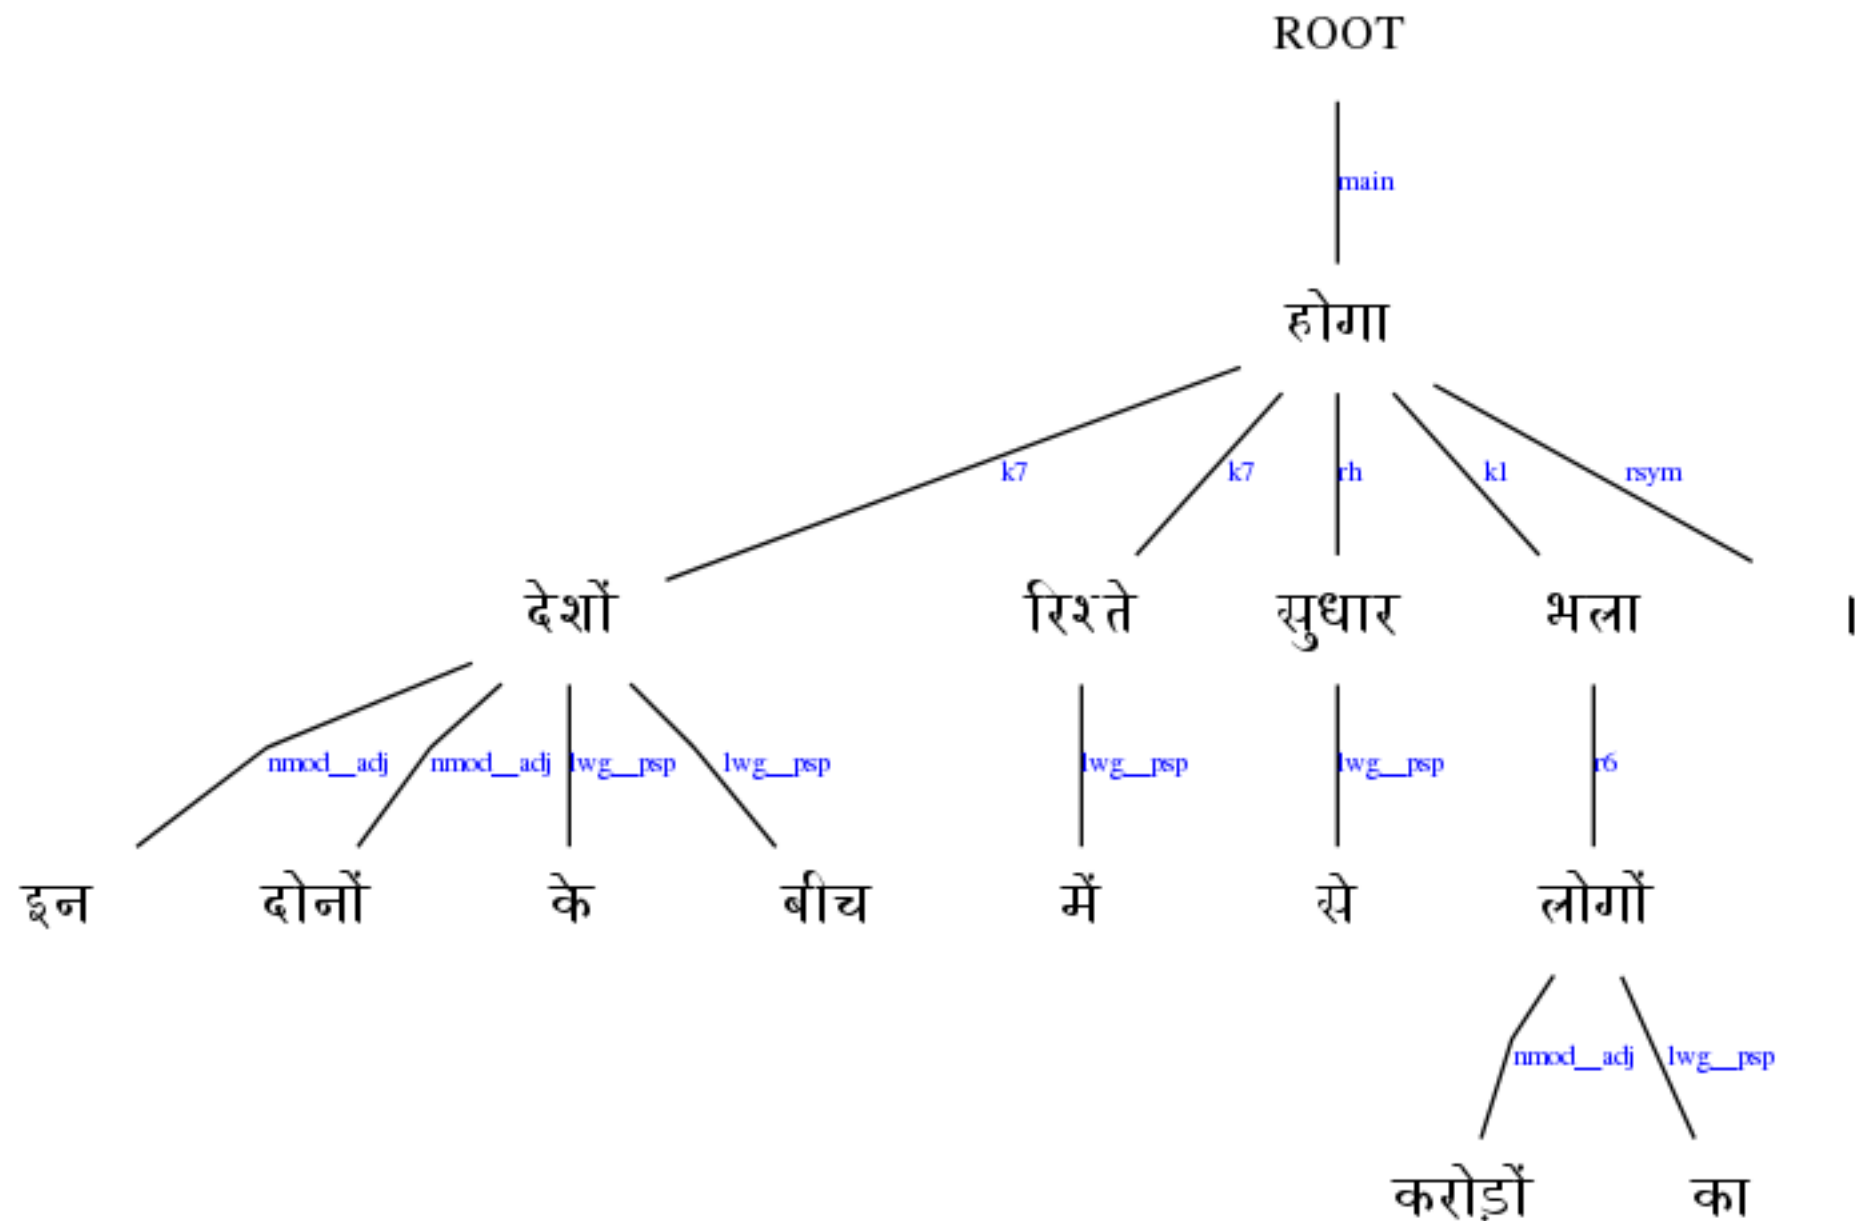 ROOT
main
होगा
k7 k7 rh k1 rsym
देशों रिश्ते सुधार भला ।
nmod__adj nmod__adj lwg__psp lwg__psp lwg__psp lwg__psp r6
इन दोनों के बीच में से लोगों
nmod__adj lwg__psp
करोड़ों का